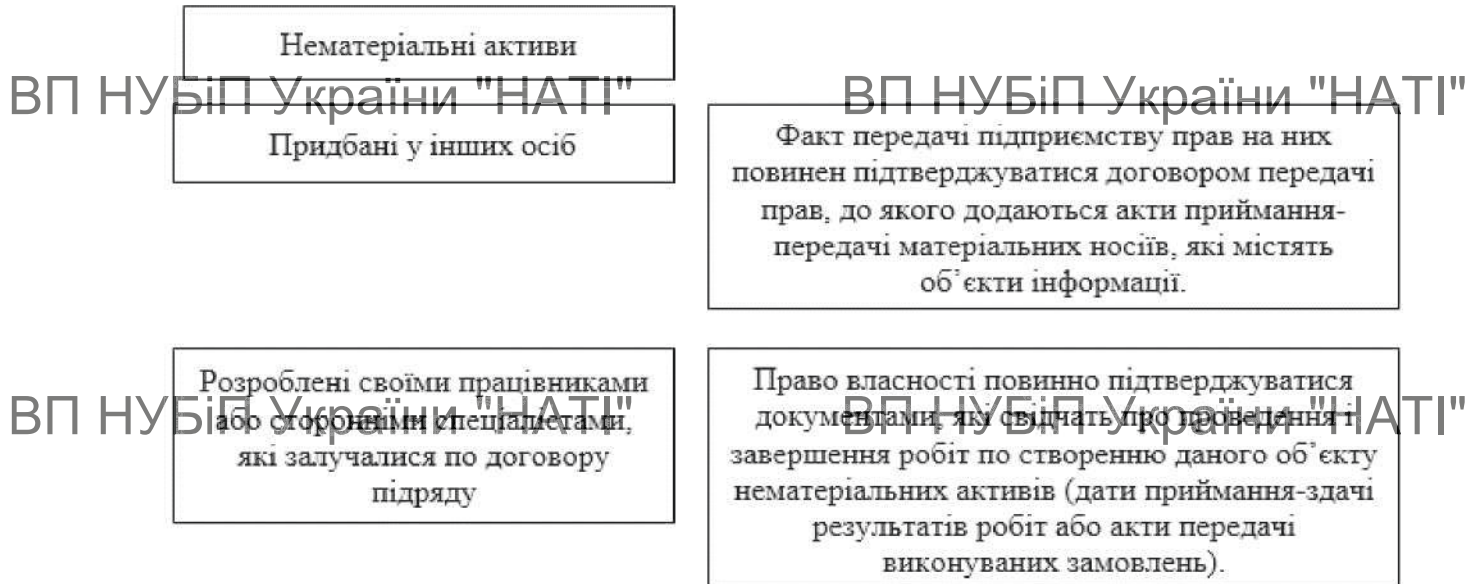 Нематеріальні активи
ВП НУБіП України "НАТІ"
ВП НУБіП України "НАТІ"
Придбані у інших осіб
Факт передачі підприємству прав на них
повинен підтверджуватися договором передачі
прав, до якого додаються акти приймання-
передачі матеріальних носіїв, які містять
об’єкти інформації.
Розроблені своїми працівниками
або сторонніми спеціалістами,
які залучалися по договору
підряду
Право власності повинно підтверджуватися
документами, які свідчать про проведення і
завершення робіт по створенню даного об’єкту
нематеріальних активів (дати приймання-здачі
результатів робіт або акти передачі
виконуваних замовлень).
ВП НУБіП України "НАТІ"
ВП НУБіП України "НАТІ"